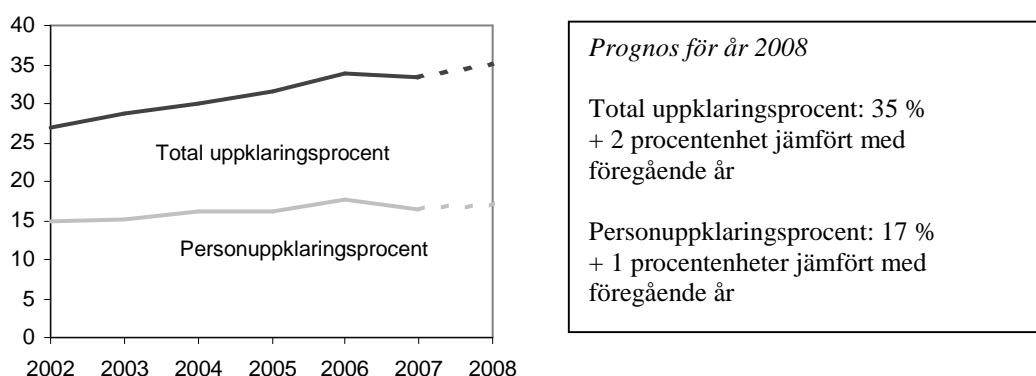 40
35
30
25
20
15
10
5
0
Total uppklaringsprocent
Personuppklaringsprocent
2002 2003 2004 2005 2006 2007 2008
Prognos för år 2008
Total uppklaringsprocent: 35 %
+ 2 procentenhet jämfört med
föregående år
Personuppklaringsprocent: 17 %
+ 1 procentenheter jämfört med
föregående år